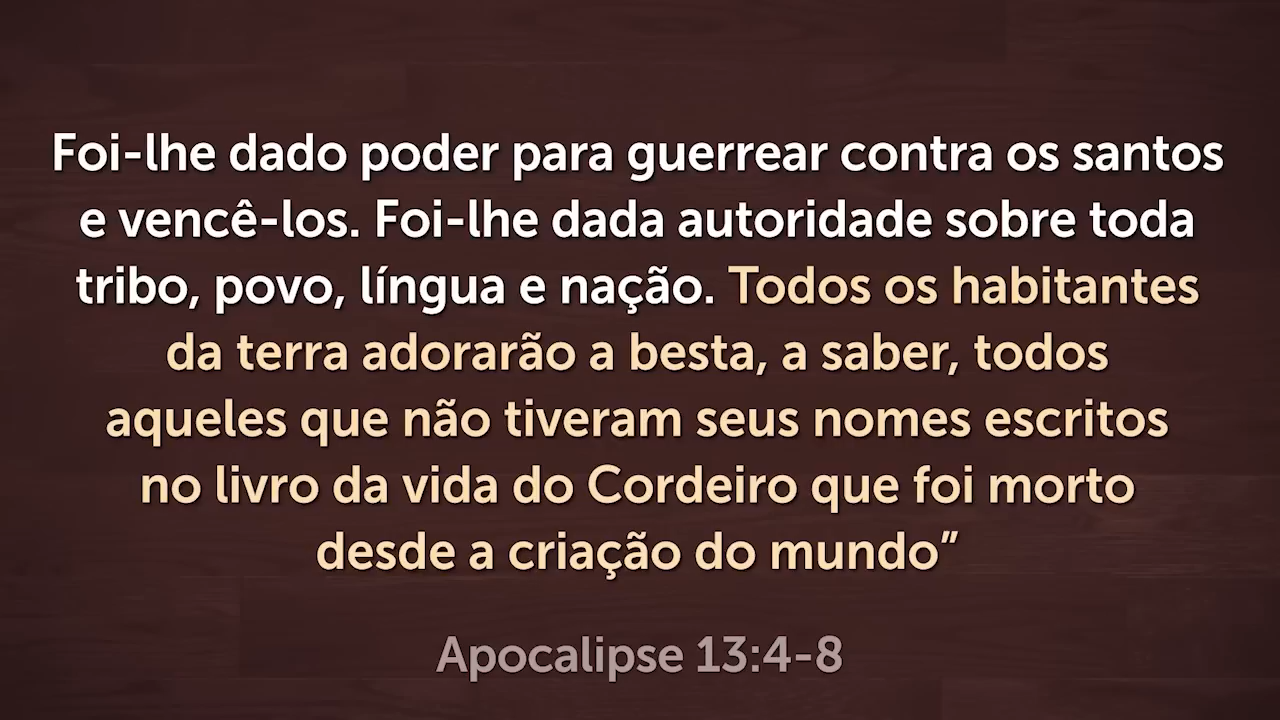 Foi-lhe dado poder para guerrear contra os santos
e vencê-los. Foi-lhe dada autoridade sobre toda
tribo, povo, língua e nação. Todos os habitantes
da terra adorarão a besta, a saber, todos
aqueles que não tiveram seus nomes escritos
no livro da vida do Cordeiro que foi morto
desde a criação do mundo”
Apocalipse 13:4-8